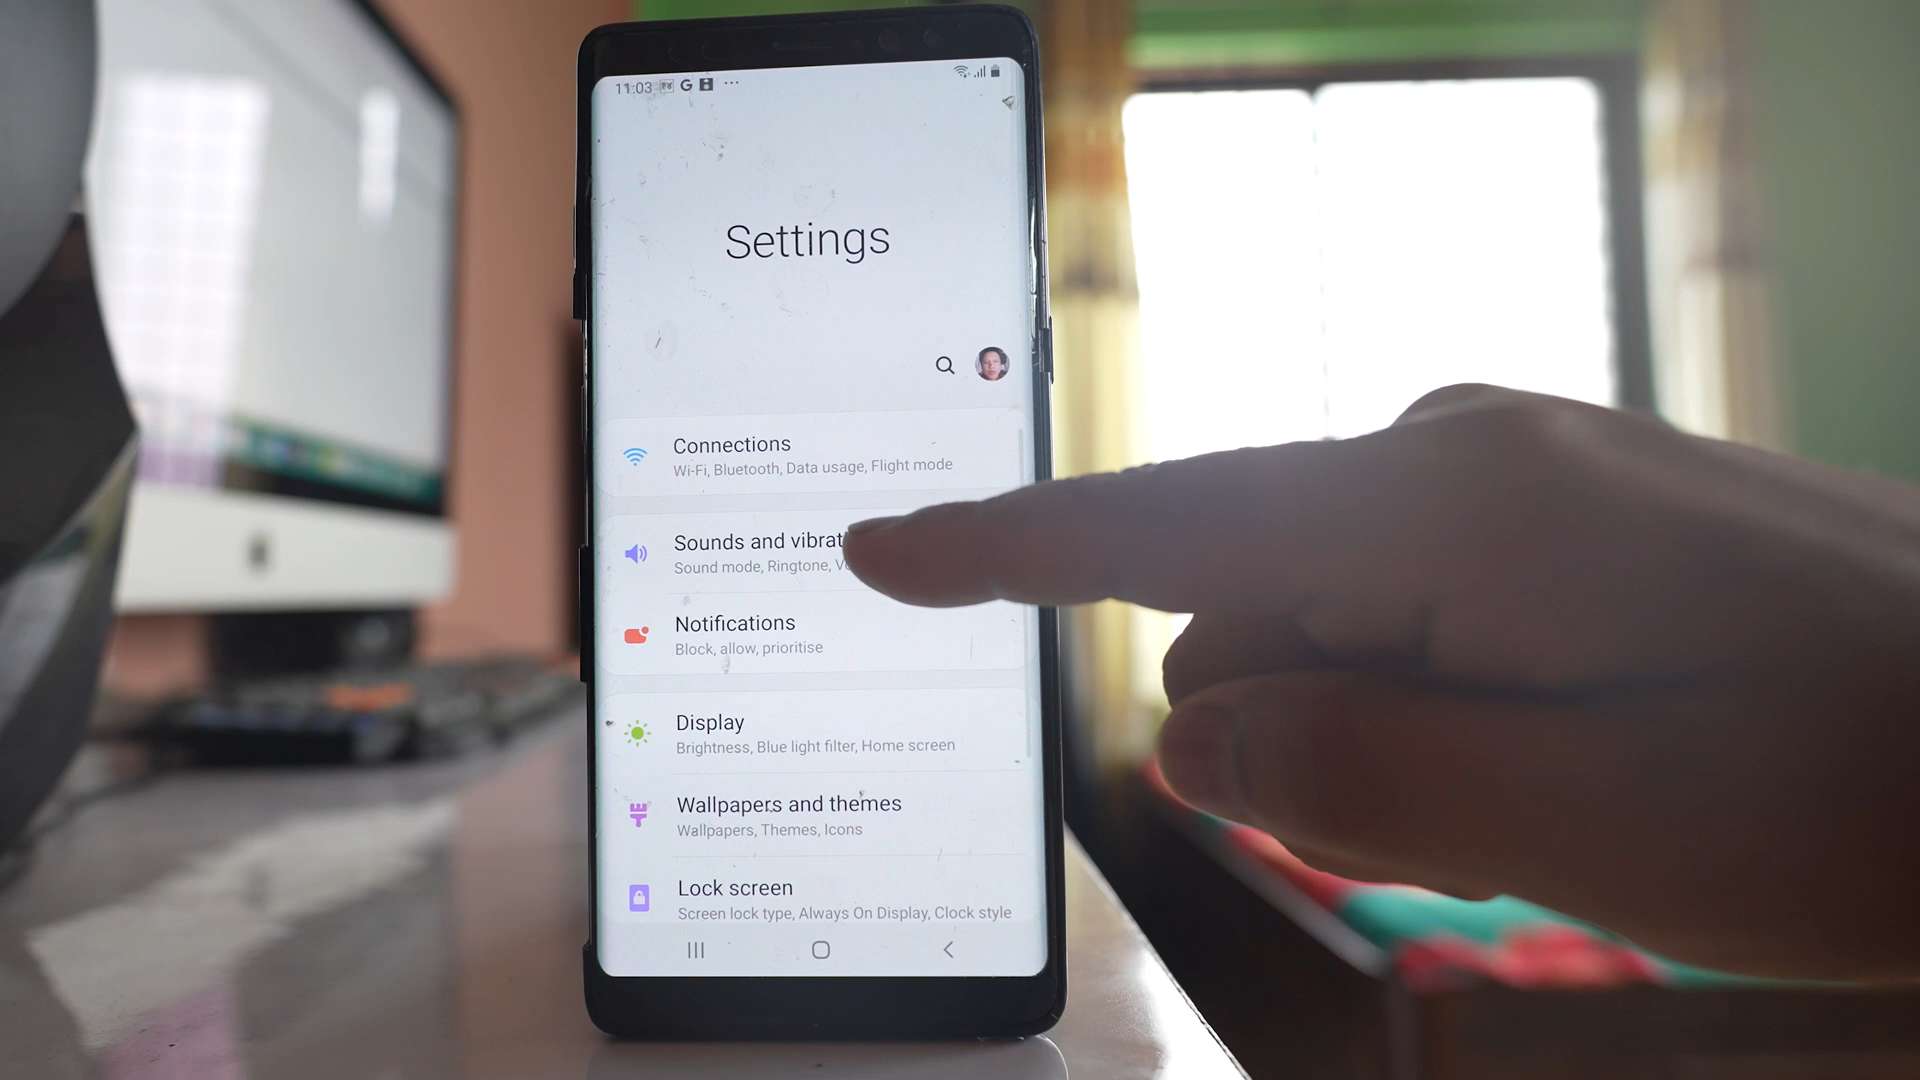 11:03
Settings
Connections
Wi-Fi, Bluetooth, Data usage, Flight mode
Sounds and vibrat
Sound mode, Ringtone, V
Notifications
Block, allow, prioritise
Display
Brightness, Blue light filter, Home screen
Wallpapers and themes
Wallpapers, Themes, Icons
Lock screen
Screen lock type, Always On Display, Clock style